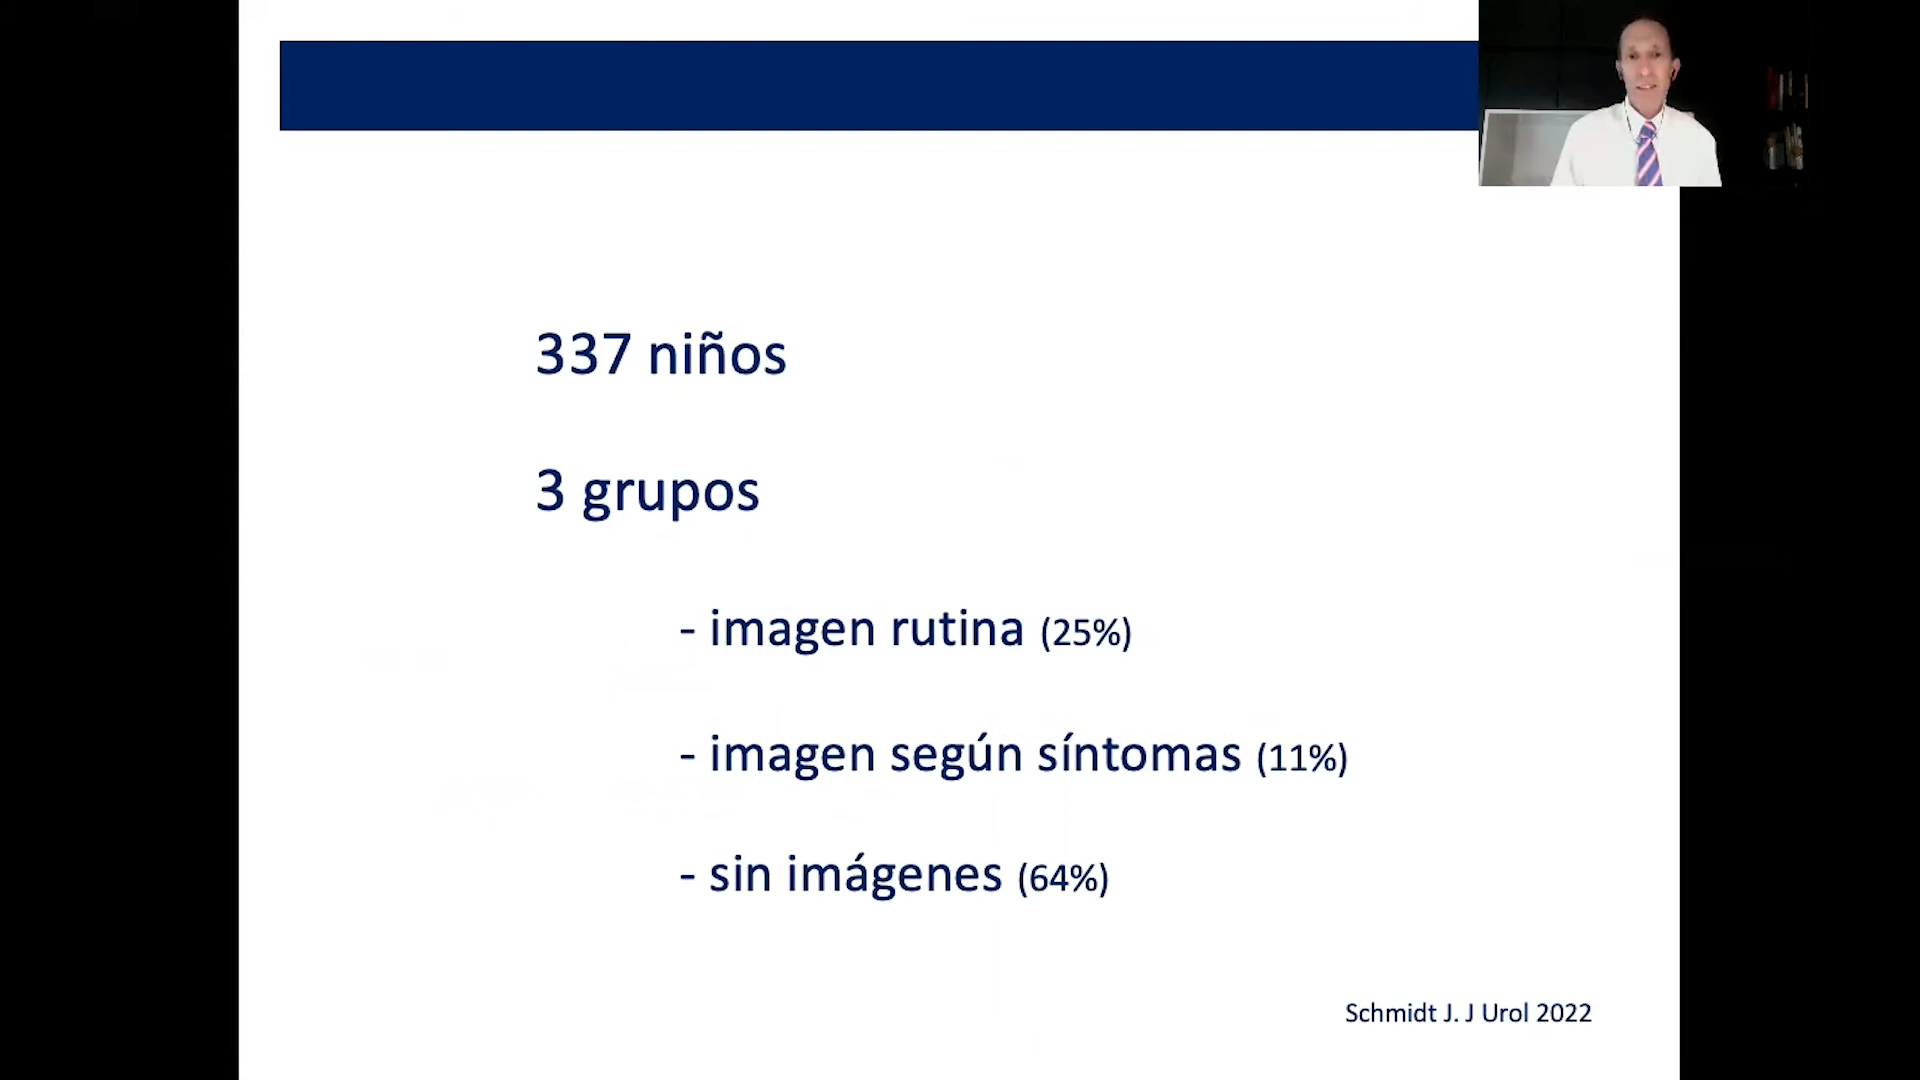 337 niños
3 grupos
- imagen rutina (25%)
- imagen según síntomas (11%)
- sin imágenes (64%)
Schmidt J. J Urol 2022